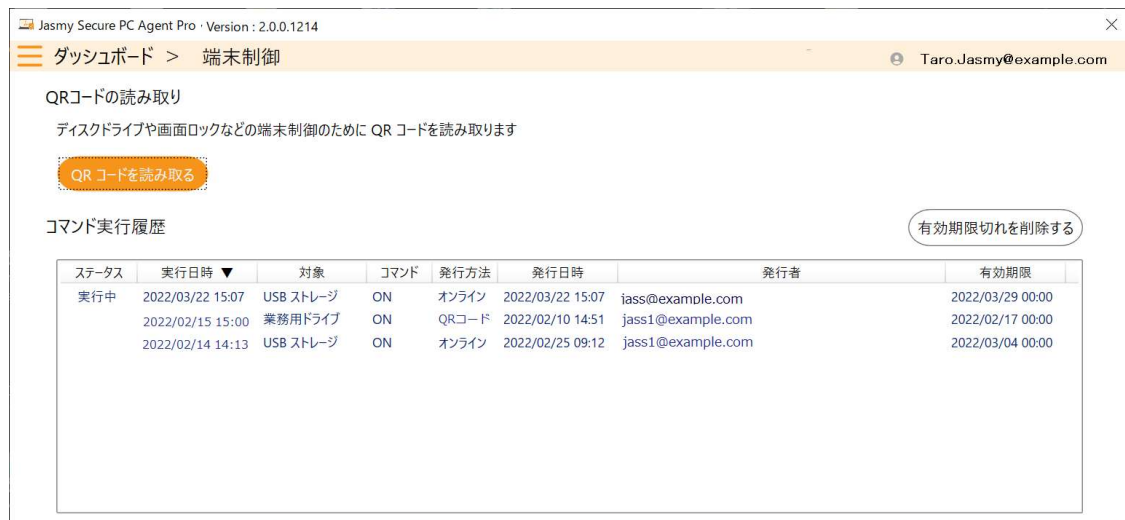 Jasmy Secure PC Agent Pro · Version : 2.0.0.1214
ダッシュボード > 端末制御 Taro.Jasmy@example.com
QRコードの読み取り
ディスクドライブや画面ロックなどの端末制御のために QR コードを読み取ります
QR コードを読み取る
コマンド実行履歴 有効期限切れを削除する
ステータス 実行日時 ▼ 対象 コマンド 発行方法 発行日時 発行者 有効期限
実行中 2022/03/22 15:07 USB ストレージ ON オンライン 2022/03/22 15:07 jass@example.com 2022/03/29 00:00
2022/02/15 15:00 業務用ドライブ ON QRコード 2022/02/10 14:51 jass1@example.com 2022/02/17 00:00
2022/02/14 14:13 USB ストレージ ON オンライン 2022/02/25 09:12 jass1@example.com 2022/03/04 00:00